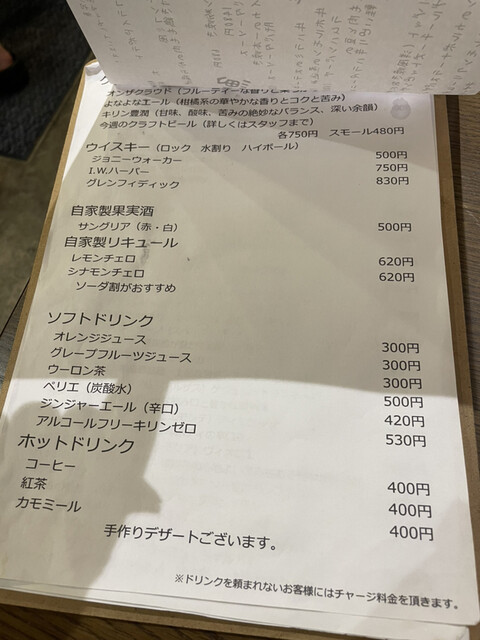 オンザクラウド（フルーティーな香りと
よなよなエール（柑橘系の華やかな香りとコクと苦み）
キリン豊潤（甘味、酸味、苦みの絶妙なバランス、深い余韻）
今週のクラフトビール（詳しくはスタッフまで）
各750円 スモール480円
ウイスキー（ロック 水割り ハイボール）
ジョニーウォーカー 500円
I.W.ハーパー 750円
グレンフィディック 830円
自家製果実酒
サングリア（赤・白） 500円
自家製リキュール
レモンチェロ 620円
シナモンチェロ 620円
ソーダ割がおすすめ
ソフトドリンク
オレンジジュース 300円
グレープフルーツジュース 300円
ウーロン茶 300円
ペリエ（炭酸水） 500円
ジンジャーエール（辛口） 420円
アルコールフリーキリンゼロ 530円
ホットドリンク
コーヒー 400円
紅茶 400円
カモミール 400円
手作りデザートございます。
※ドリンクを頼まれないお客様にはチャージ料金を頂きます。